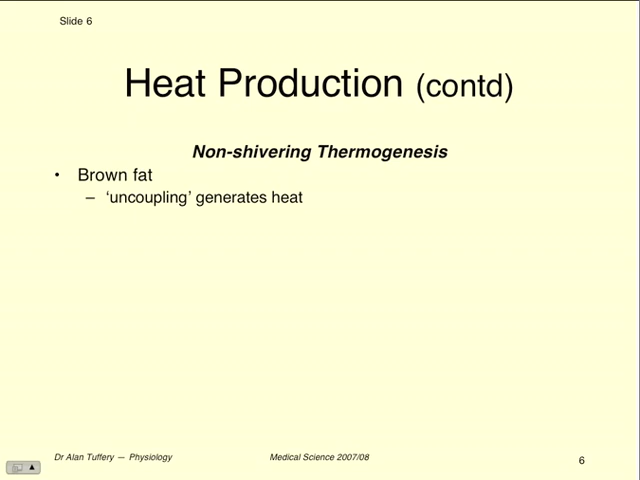 Slide 6
Heat Production (contd)
Non-shivering Thermogenesis
• Brown fat
– ‘uncoupling’ generates heat
Dr Alan Tuffery — Physiology
Medical Science 2007/08
6